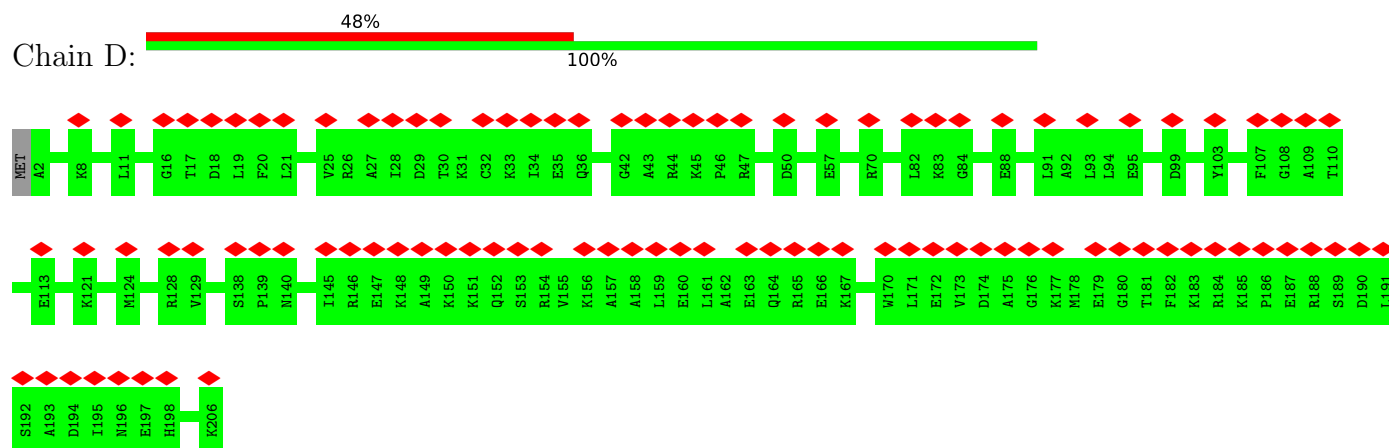 48%
Chain D:
100%
MET A2 K8 L11 G16 T17 D18 L19 F20 L21 V25 R26 A27 I28 D29 T30 K31 C32 K33 I34 E35 Q36 G42 A43 R44 K45 P46 R47 D50 E57 R70 L82 K83 G84 E88 L91 A92 L93 L94 E95 D99 Y103 F107 G108 A109 T110
E113 K121 M124 R128 V129 S138 P139 N140 I145 R146 E147 K148 A149 K150 K151 Q152 S153 R154 V155 K156 A157 A158 L159 E160 L161 A162 E163 Q164 R165 E166 K167 W170 L171 E172 V173 D174 A175 G176 K177 M178 E179 G180 T181 F182 K183 R184 K185 P186 E187 R188 S189 D190 L191
S192 A193 D194 I195 N196 E197 H198 K206